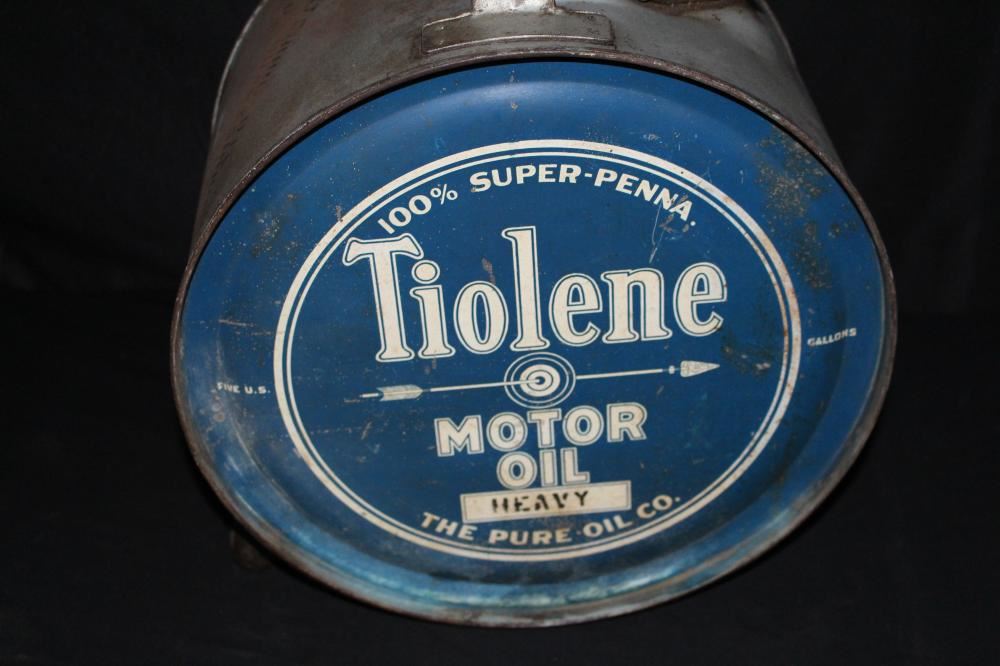 100% SUPER-PENNA.
Tiolene
FIVE U.S.
GALLONS
MOTOR
OIL
HEAVY
THE PURE OIL CO.